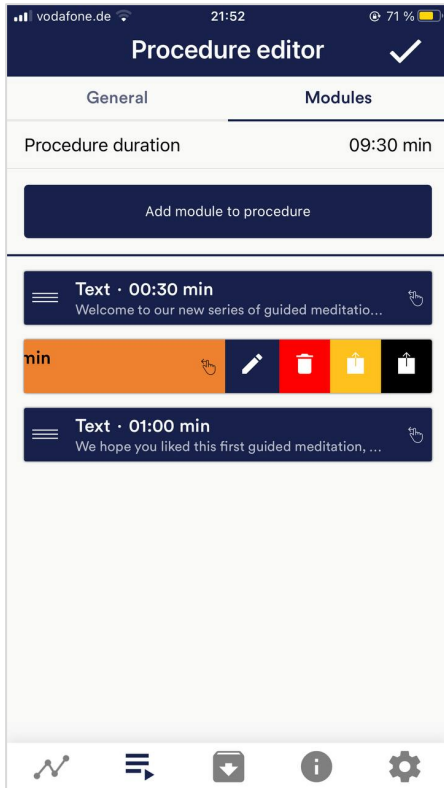 vodafone.de 21:52 71 %
Procedure editor
General Modules
Procedure duration 09:30 min
Add module to procedure
Text · 00:30 min
Welcome to our new series of guided meditatio...
min
Text · 01:00 min
We hope you liked this first guided meditation, ...